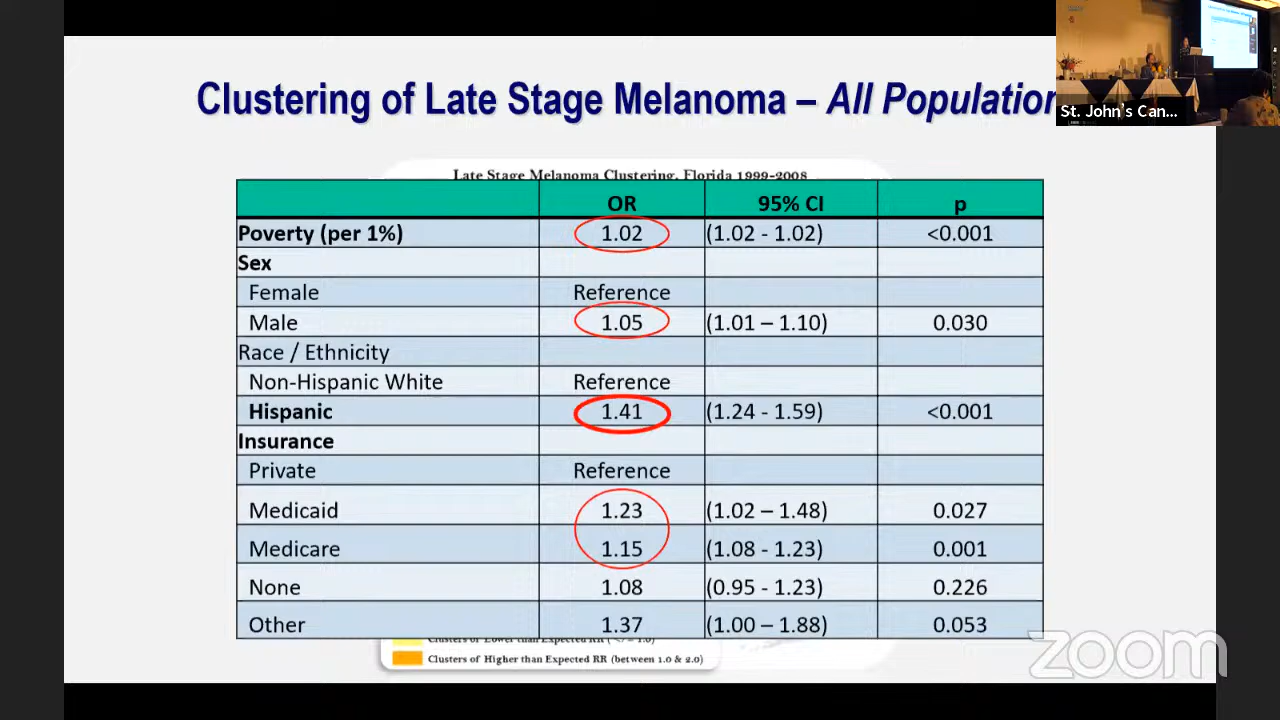 Clustering of Late Stage Melanoma – All Population
St. John's Can...
Late Stage Melanoma Clustering, Florida 1999-2008
OR 95% CI p
Poverty (per 1%) 1.02 (1.02 - 1.02) <0.001
Sex
Female Reference
Male 1.05 (1.01 – 1.10) 0.030
Race / Ethnicity
Non-Hispanic White Reference
Hispanic 1.41 (1.24 - 1.59) <0.001
Insurance
Private Reference
Medicaid 1.23 (1.02 – 1.48) 0.027
Medicare 1.15 (1.08 - 1.23) 0.001
None 1.08 (0.95 - 1.23) 0.226
Other 1.37 (1.00 – 1.88) 0.053
Clusters of Lower than Expected RR
Clusters of Higher than Expected RR (between 1.0 & 2.0)
zoom